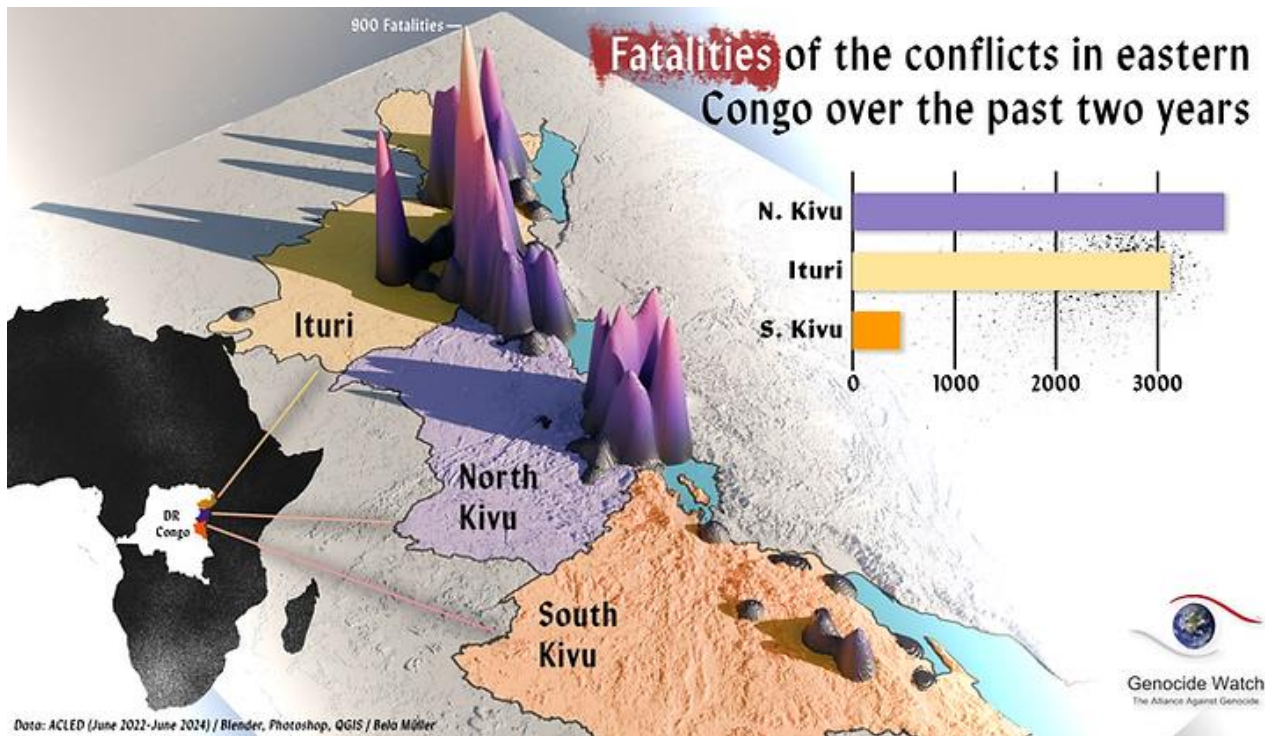 900 Fatalities
Fatalities of the conflicts in eastern
Congo over the past two years
N. Kivu
Ituri
S. Kivu
0 1000 2000 3000
Ituri
North
Kivu
DR
Congo
South
Kivu
Genocide Watch
The Alliance Against Genocide
Data: ACLED (June 2022-June 2024) / Blender, Photoshop, QGIS / Bela Müller